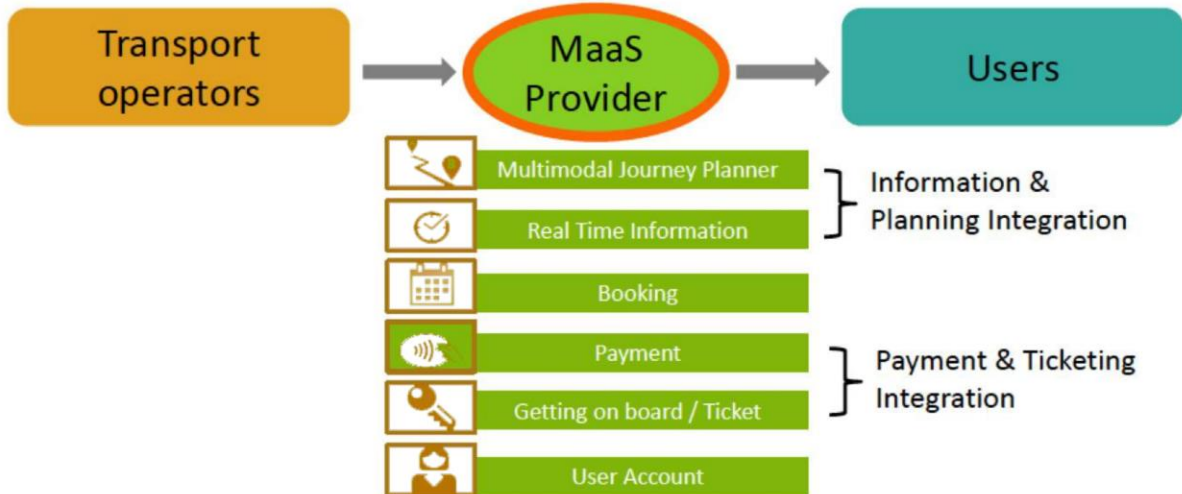 Transport
operators
MaaS
Provider
Users
Multimodal Journey Planner
Real Time Information
Booking
Payment
Getting on board / Ticket
User Account
Information &
Planning Integration
Payment & Ticketing
Integration